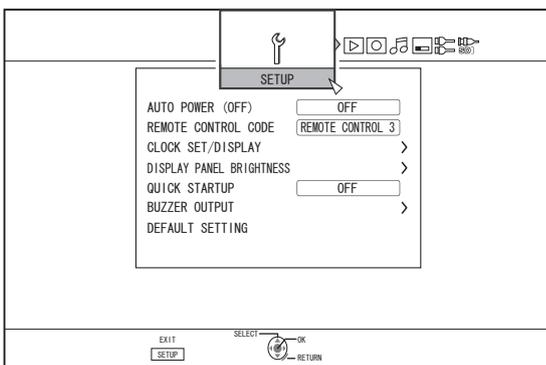 SETUP
AUTO POWER (OFF) OFF
REMOTE CONTROL CODE REMOTE CONTROL 3
CLOCK SET/DISPLAY
DISPLAY PANEL BRIGHTNESS
QUICK STARTUP OFF
BUZZER OUTPUT
DEFAULT SETTING
EXIT
SETUP
SELECT
OK
RETURN